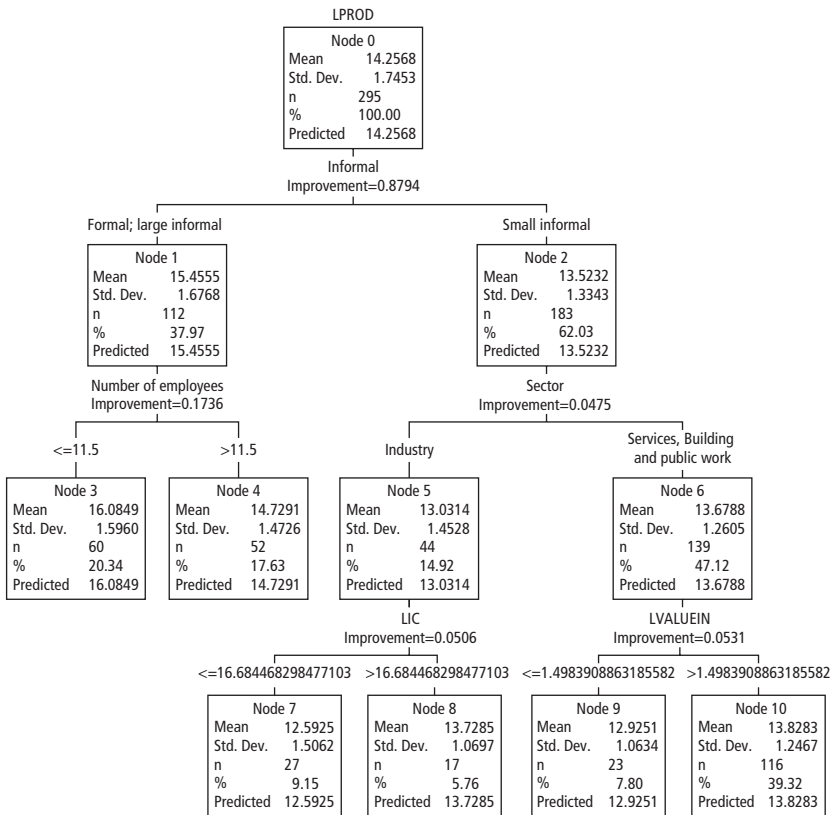 LPROD
Node 0
Mean 14.2568
Std. Dev. 1.7453
n 295
% 100.00
Predicted 14.2568
Informal
Improvement=0.8794
Formal; large informal
Small informal
Node 1
Mean 15.4555
Std. Dev. 1.6768
n 112
% 37.97
Predicted 15.4555
Node 2
Mean 13.5232
Std. Dev. 1.3343
n 183
% 62.03
Predicted 13.5232
Number of employees
Improvement=0.1736
Sector
Improvement=0.0475
<=11.5
>11.5
Industry
Services, Building
and public work
Node 3
Mean 16.0849
Std. Dev. 1.5960
n 60
% 20.34
Predicted 16.0849
Node 4
Mean 14.7291
Std. Dev. 1.4726
n 52
% 17.63
Predicted 14.7291
Node 5
Mean 13.0314
Std. Dev. 1.4528
n 44
% 14.92
Predicted 13.0314
Node 6
Mean 13.6788
Std. Dev. 1.2605
n 139
% 47.12
Predicted 13.6788
LIC
Improvement=0.0506
LVALUEIN
Improvement=0.0531
<=16.684468298477103
>16.684468298477103
<=1.4983908863185582
>1.4983908863185582
Node 7
Mean 12.5925
Std. Dev. 1.5062
n 27
% 9.15
Predicted 12.5925
Node 8
Mean 13.7285
Std. Dev. 1.0697
n 17
% 5.76
Predicted 13.7285
Node 9
Mean 12.9251
Std. Dev. 1.0634
n 23
% 7.80
Predicted 12.9251
Node 10
Mean 13.8283
Std. Dev. 1.2467
n 116
% 39.32
Predicted 13.8283